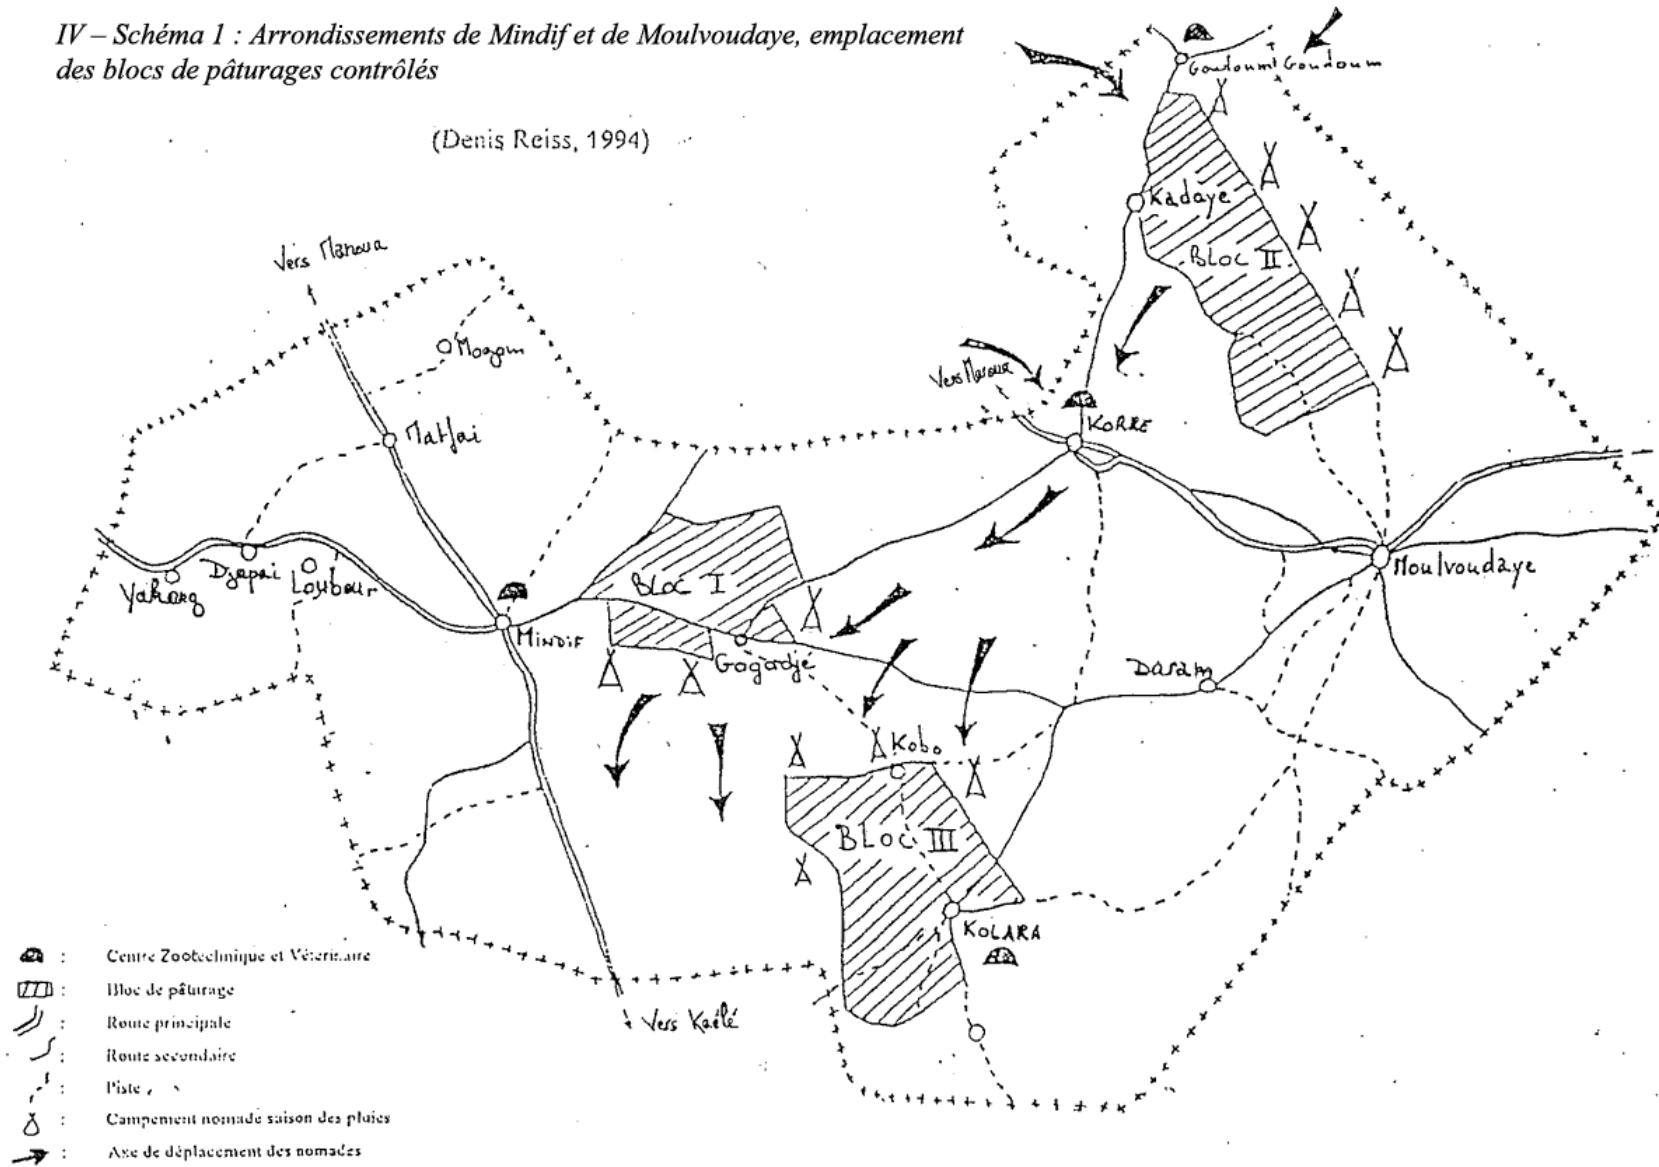 IV – Schéma 1 : Arrondissements de Mindif et de Moulvoudaye, emplacement
des blocs de pâturages contrôlés
(Denis Reiss, 1994)
Goudoum Goudoum
Kadaye
BLOC II
Vers Maroua
Mogom
Vers Maroua
KORRE
Matfai
Moulvoudaye
Yakang
Djapai
Loubour
BLOC I
MINDIF
Gagadje
Daram
Kobo
BLOC III
KOLARA
Vers Kaélé
: Centre Zootechnique et Vétérinaire
: Bloc de pâturage
: Route principale
: Route secondaire
: Piste
: Campement nomade saison des pluies
: Axe de déplacement des nomades